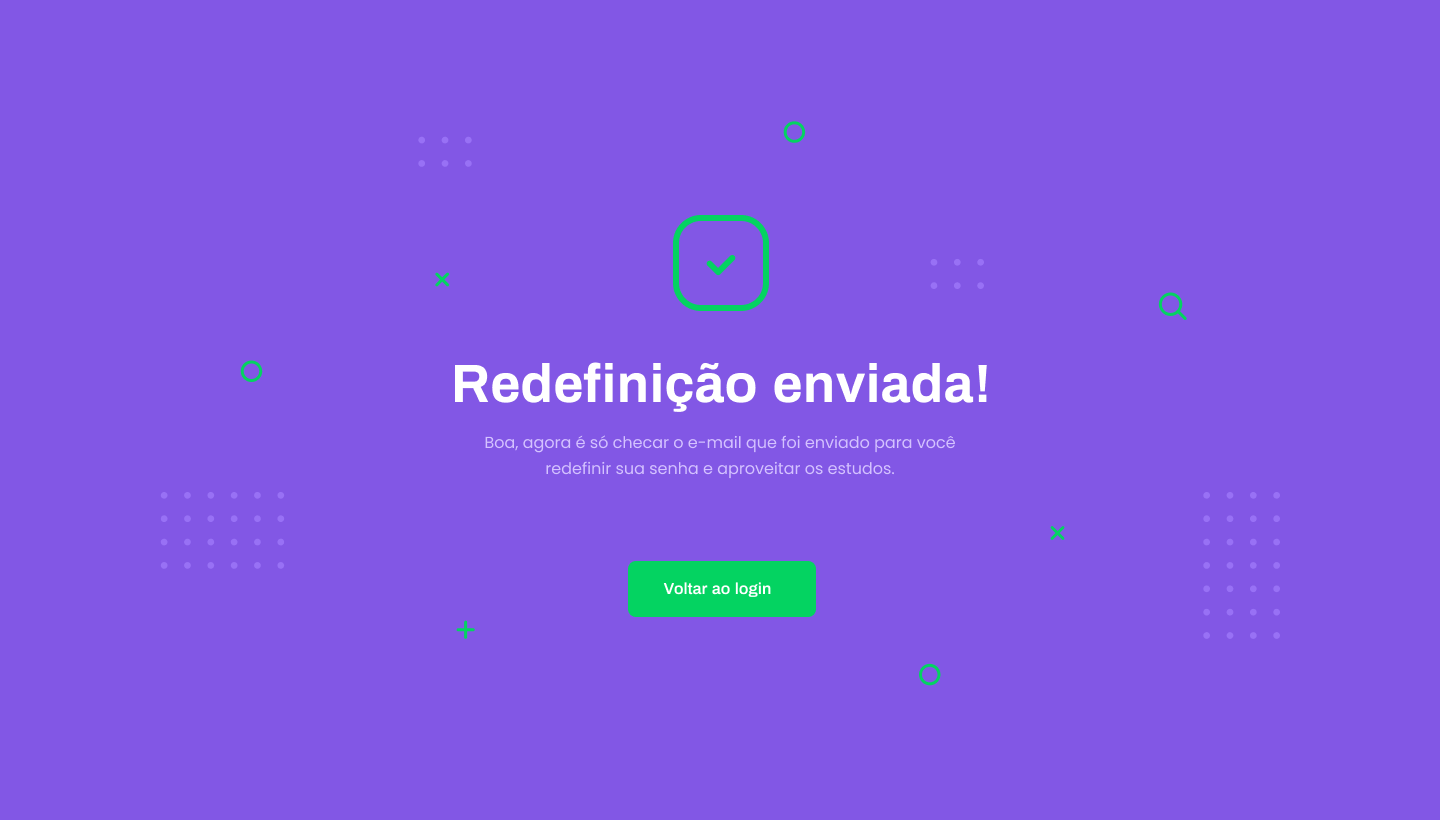 Redefinição enviada!
Boa, agora é só checar o e-mail que foi enviado para você
redefinir sua senha e aproveitar os estudos.
Voltar ao login